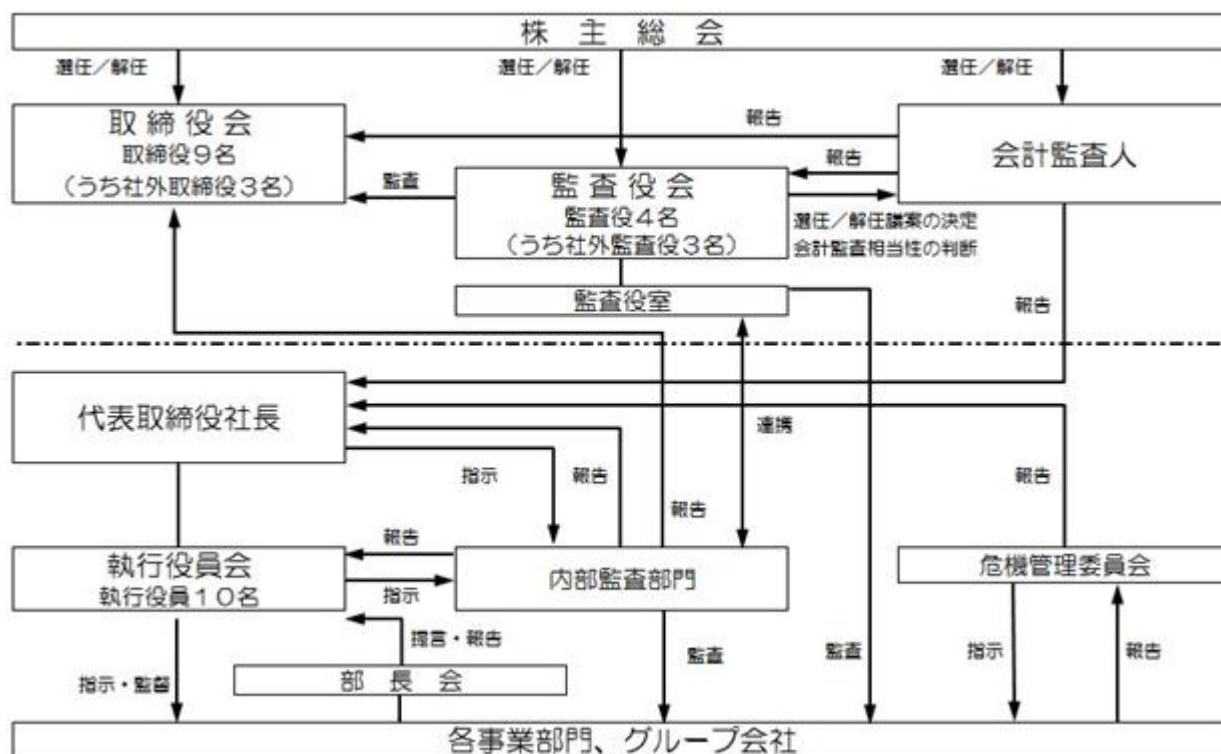 株 主 総 会
選任／解任
選任／解任
選任／解任
取 締 役 会
取締役９名
（うち社外取締役３名）
報告
会計監査人
報告
監査
監 査 役 会
監査役４名
（うち社外監査役３名）
選任／解任議案の決定
会計監査相当性の判断
監査役室
報告
代表取締役社長
連携
指示
報告
報告
報告
報告
執行役員会
執行役員１０名
指示
内部監査部門
危機管理委員会
提言・報告
監査
監査
指示
報告
指示・監督
部 長 会
各事業部門、グループ会社